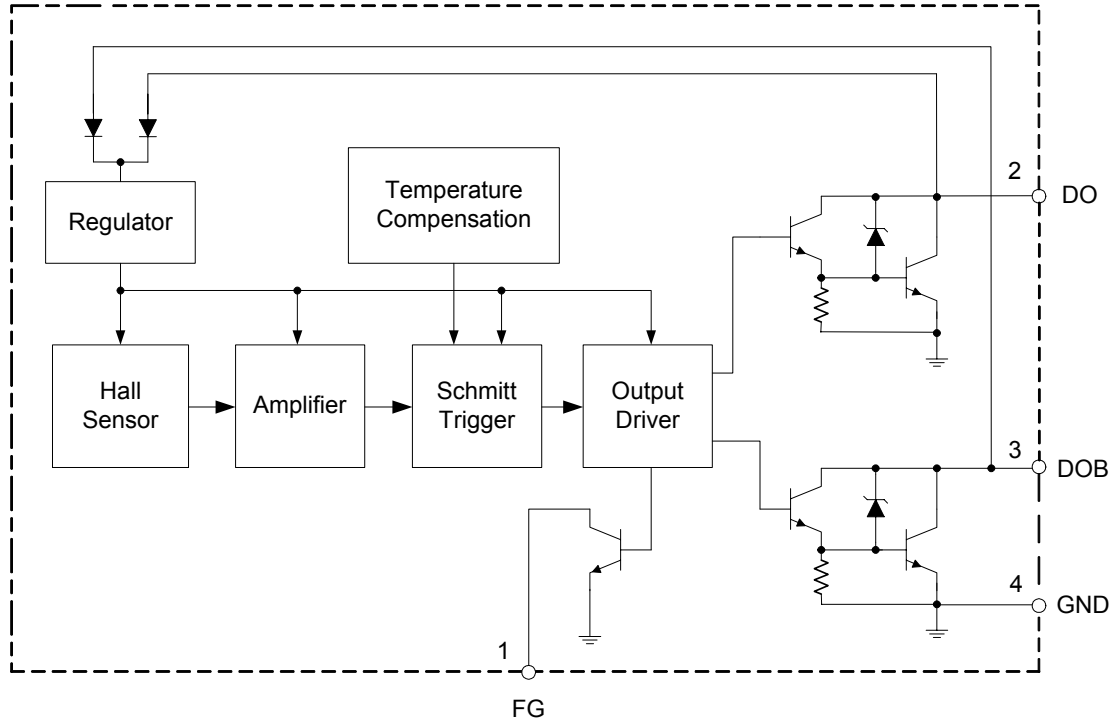 Regulator
Temperature
Compensation
2
DO
Hall
Sensor
Amplifier
Schmitt
Trigger
Output
Driver
3
DOB
4
GND
1
FG